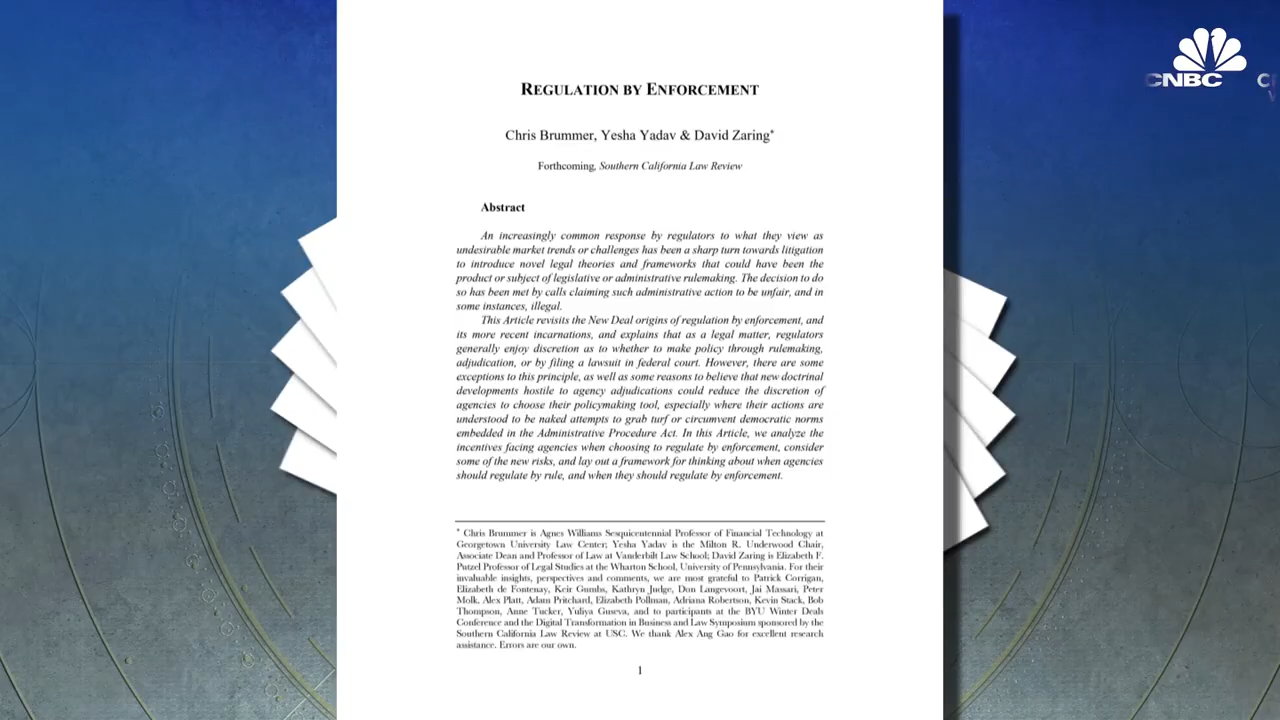 CNBC
REGULATION BY ENFORCEMENT
Chris Brummer, Yesha Yadav & David Zaring*
Forthcoming, Southern California Law Review
Abstract
An increasingly common response by regulators to what they view as
undesirable market trends or challenges has been a sharp turn towards litigation
to introduce novel legal theories and frameworks that could have been the
product or subject of legislative or administrative rulemaking. The decision to do
so has been met by calls claiming such administrative action to be unfair, and in
some instances, illegal.
This Article revisits the New Deal origins of regulation by enforcement, and
its more recent incarnations, and explains that as a legal matter, regulators
generally enjoy discretion as to whether to make policy through rulemaking,
adjudication, or by filing a lawsuit in federal court. However, there are some
exceptions to this principle, as well as some reasons to believe that new doctrinal
developments hostile to agency adjudications could reduce the discretion of
agencies to choose their policymaking tool, especially where their actions are
understood to be naked attempts to grab turf or circumvent democratic norms
embedded in the Administrative Procedure Act. In this Article, we analyze the
incentives facing agencies when choosing to regulate by enforcement, consider
some of the new risks, and lay out a framework for thinking about when agencies
should regulate by rule, and when they should regulate by enforcement.
* Chris Brummer is Agnes Williams Sesquicentennial Professor of Financial Technology at
Georgetown University Law Center; Yesha Yadav is the Milton R. Underwood Chair,
Associate Dean and Professor of Law at Vanderbilt Law School; David Zaring is Elizabeth F.
Putzel Professor of Legal Studies at the Wharton School, University of Pennsylvania. For their
invaluable insights, perspectives and comments, we are most grateful to Patrick Corrigan,
Elizabeth de Fontenay, Keir Gumbs, Kathryn Judge, Don Langevoort, Jai Massari, Peter
Molk, Alex Platt, Adam Pritchard, Elizabeth Pollman, Adriana Robertson, Kevin Stack, Bob
Thompson, Anne Tucker, Yuliya Guseva, and to participants at the BYU Winter Deals
Conference and the Digital Transformation in Business and Law Symposium sponsored by the
Southern California Law Review at USC. We thank Alex Ang Gao for excellent research
assistance. Errors are our own.
1